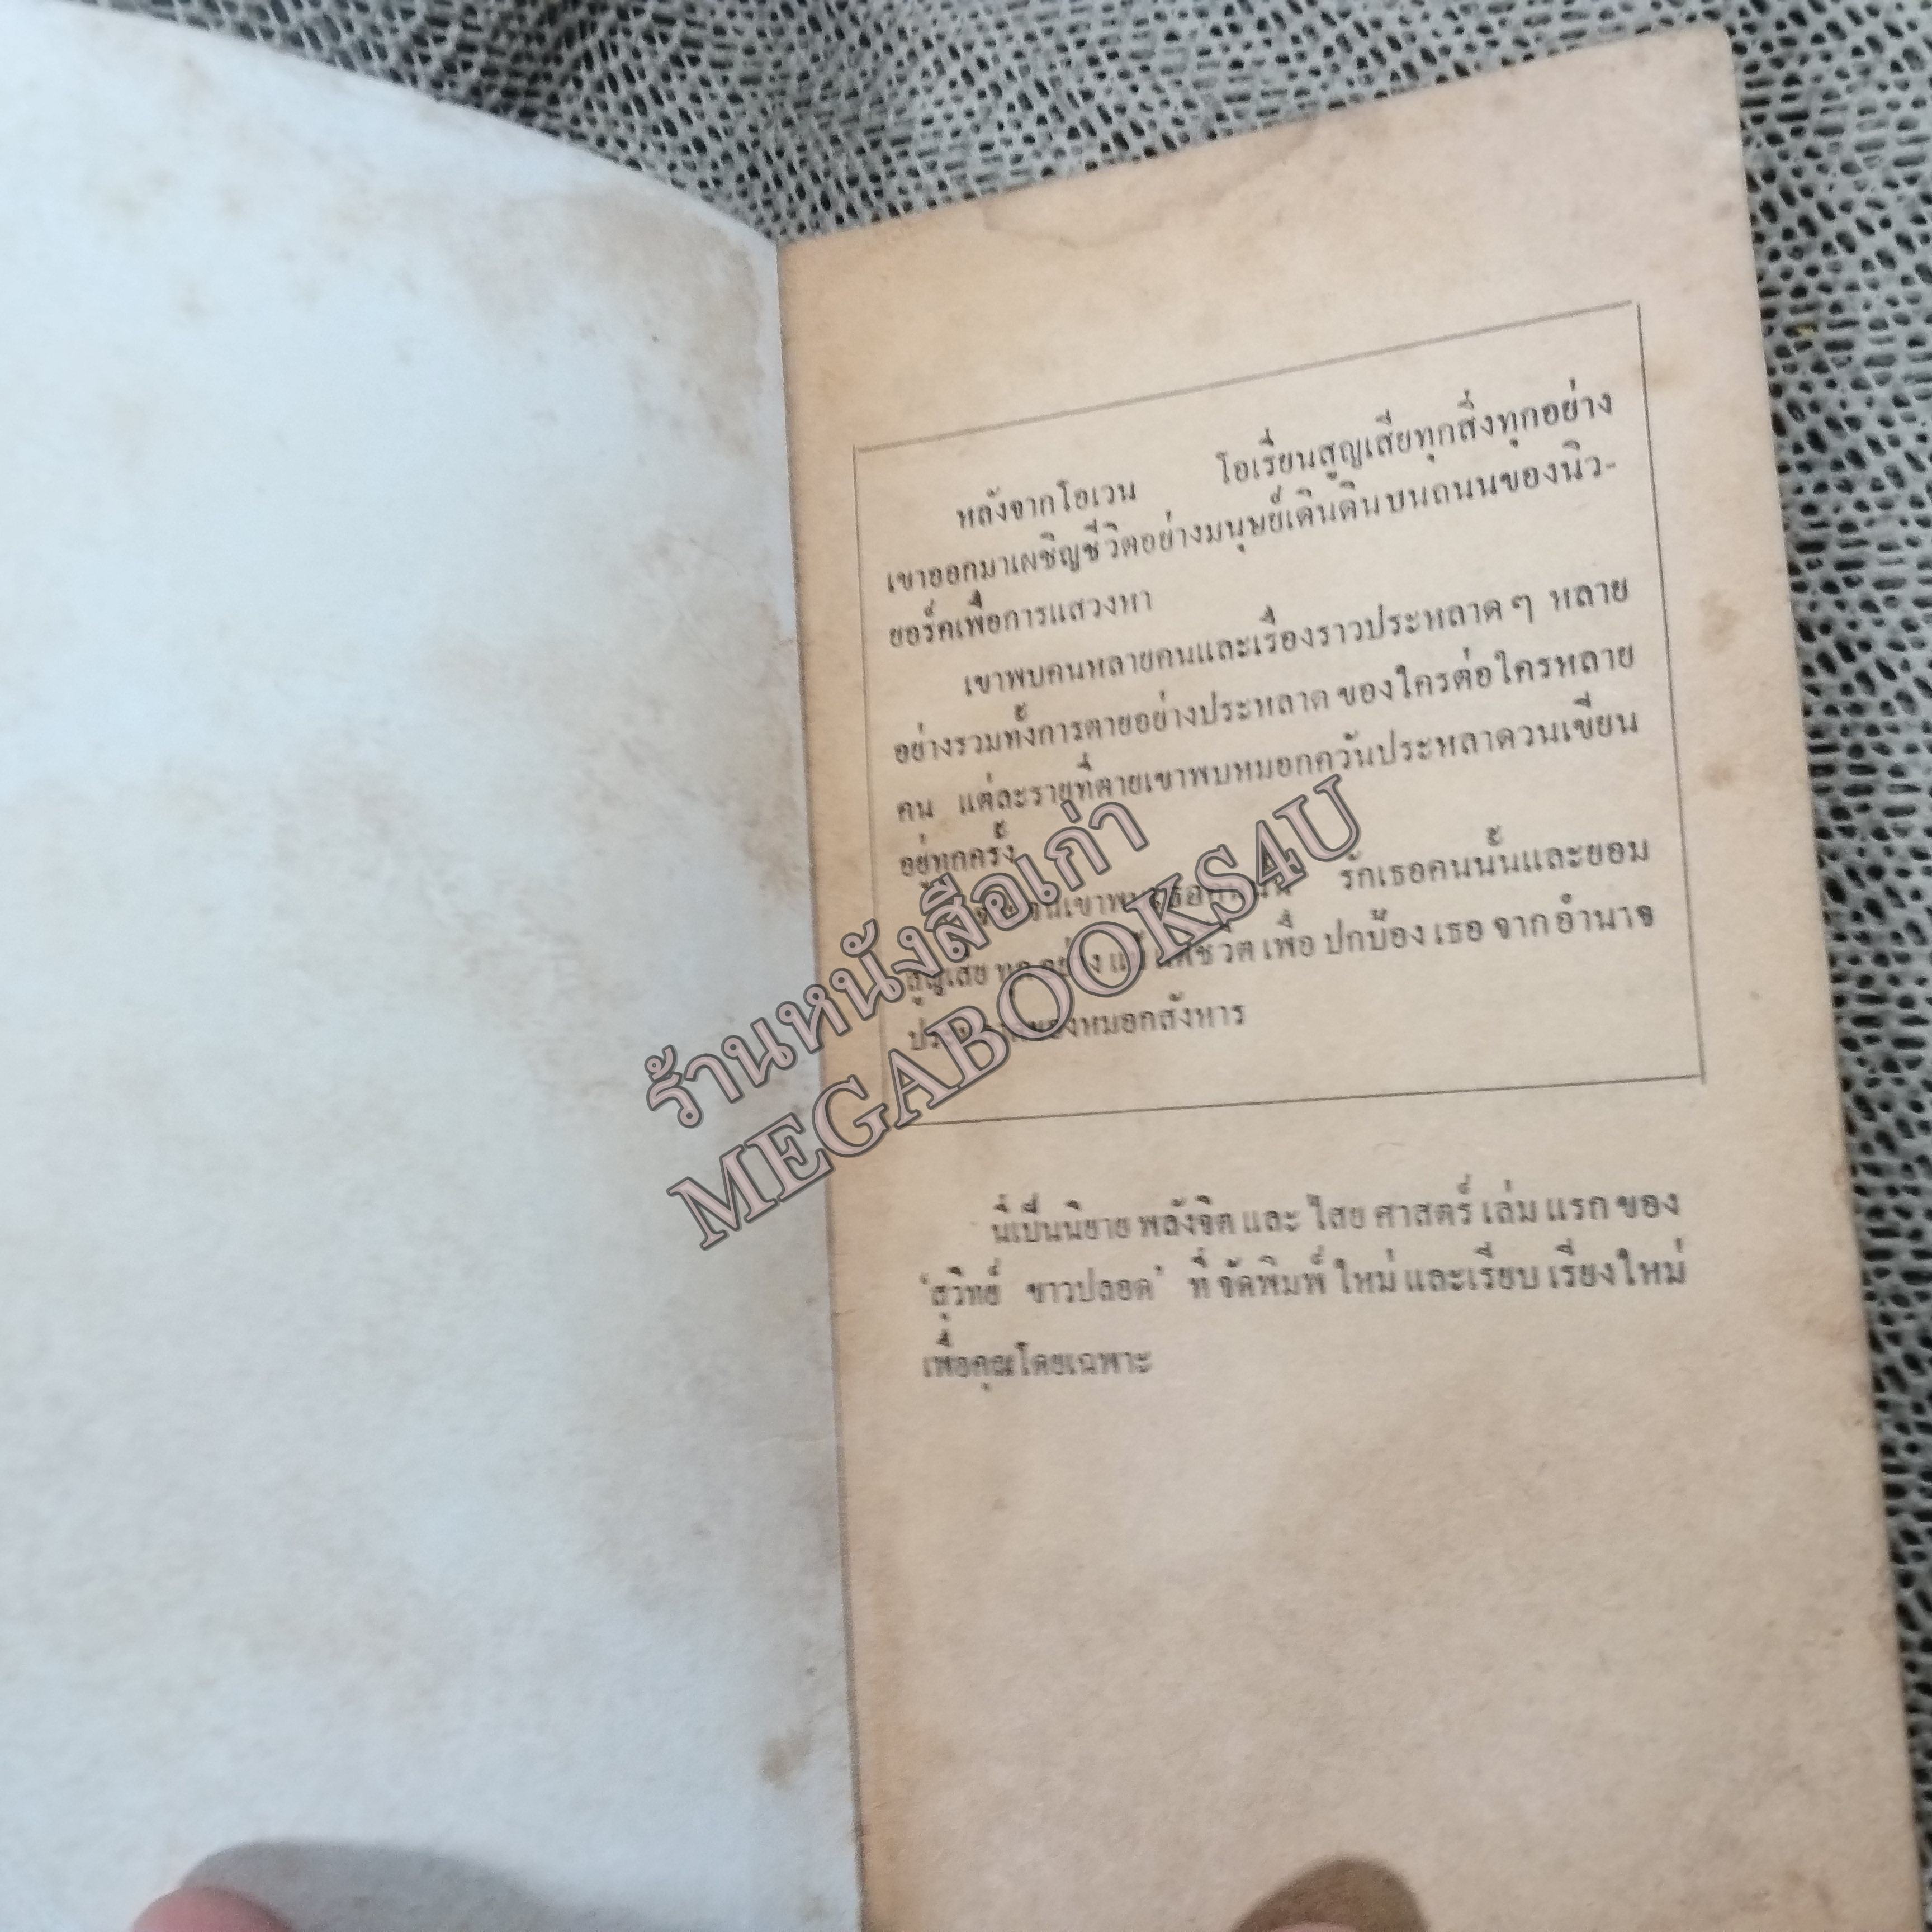 หลังจากโอเวน โอเรี่ยนสูญเสียทุกสิ่งทุกอย่าง
เขาออกมาเผชิญชีวิตอย่างมนุษย์เดินดินบนถนนของนิว-
ยอร์คเพื่อการแสวงหา
เขาพบคนหลายคนและเรื่องราวประหลาดๆ หลาย
อย่างรวมทั้งการตายอย่างประหลาด ของใครต่อใครหลาย
คน แต่ละรายที่ตายเขาพบหมอกควันประหลาดวนเขียน
อยู่ทุกครั้ง
รักเธอคนนั้นและยอม
สูญเสีย ชีวิต เพื่อ ปกป้อง เธอ จาก อำนาจ
ของหมอกสังหาร
ร้านหนังสือเก่า
MEGABOOKS4U
นี่เป็นนิยาย พลังจิต และ ไสย ศาสตร์ เล่ม แรก ของ
'สุวิทย์ ขาวปลอด' ที่ จัดพิมพ์ ใหม่ และเรียบ เรียงใหม่
เพื่อคุณโดยเฉพาะ